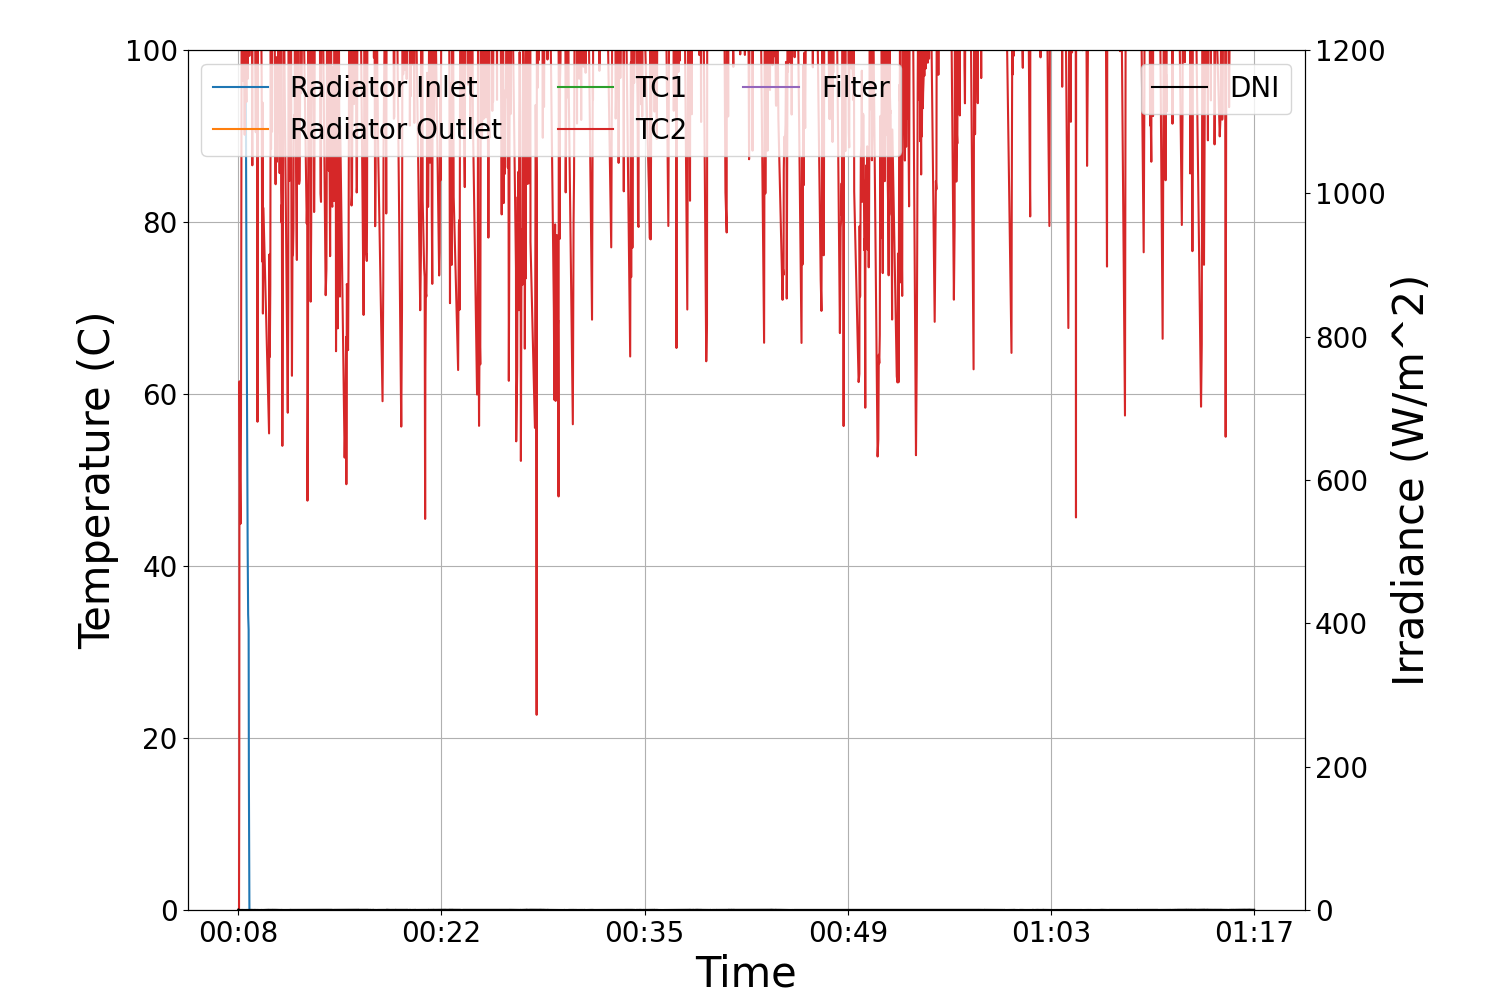 Radiator Inlet
Radiator Outlet
TC1
TC2
Filter
DNI
100
80
60
40
20
0
Temperature (C)
1200
1000
800
600
400
200
0
Irradiance (W/m^2)
00:08 00:22 00:35 00:49 01:03 01:17
Time